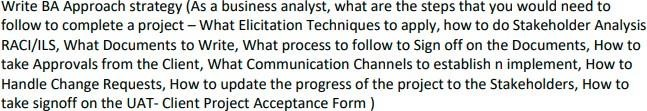 Write BA Approach strategy (As a business analyst, what are the steps that you would need to
follow to complete a project – What Elicitation Techniques to apply, how to do Stakeholder Analysis
RACI/ILS, What Documents to Write, What process to follow to Sign off on the Documents, How to
take Approvals from the Client, What Communication Channels to establish n implement, How to
Handle Change Requests, How to update the progress of the project to the Stakeholders, How to
take signoff on the UAT- Client Project Acceptance Form )